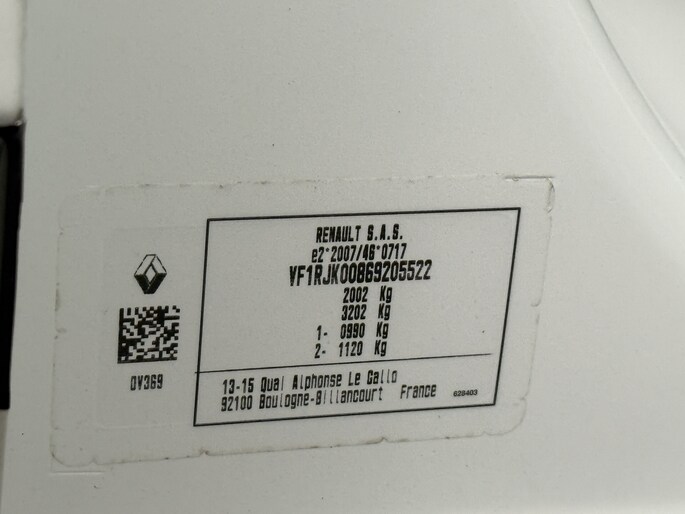 RENAULT S.A.S.
e2*2007/46*0717
VF1RJK00869205522
2002 Kg
3202 Kg
1- 0990 Kg
2- 1120 Kg
0V369
13-15 Quai Alphonse Le Gallo
92100 Boulogne-Billancourt France
628403